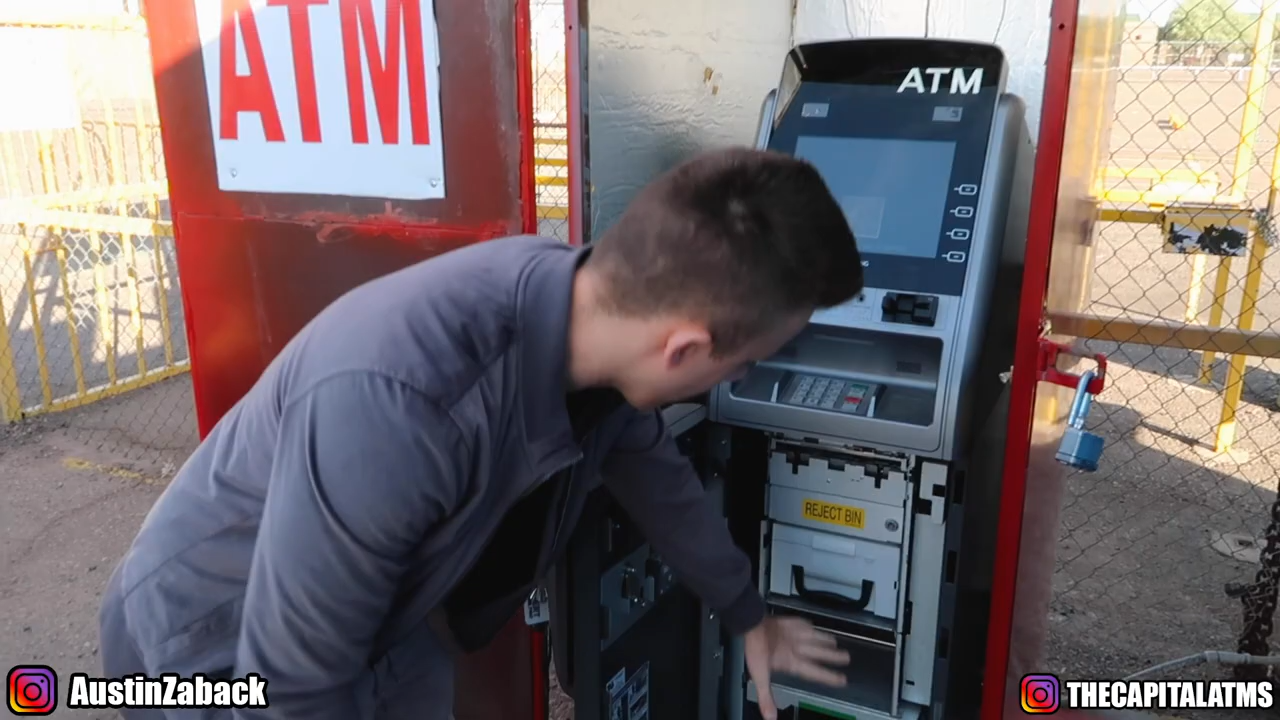 ATM
ATM
REJECT BIN
AustinZaback
THECAPITALATMS